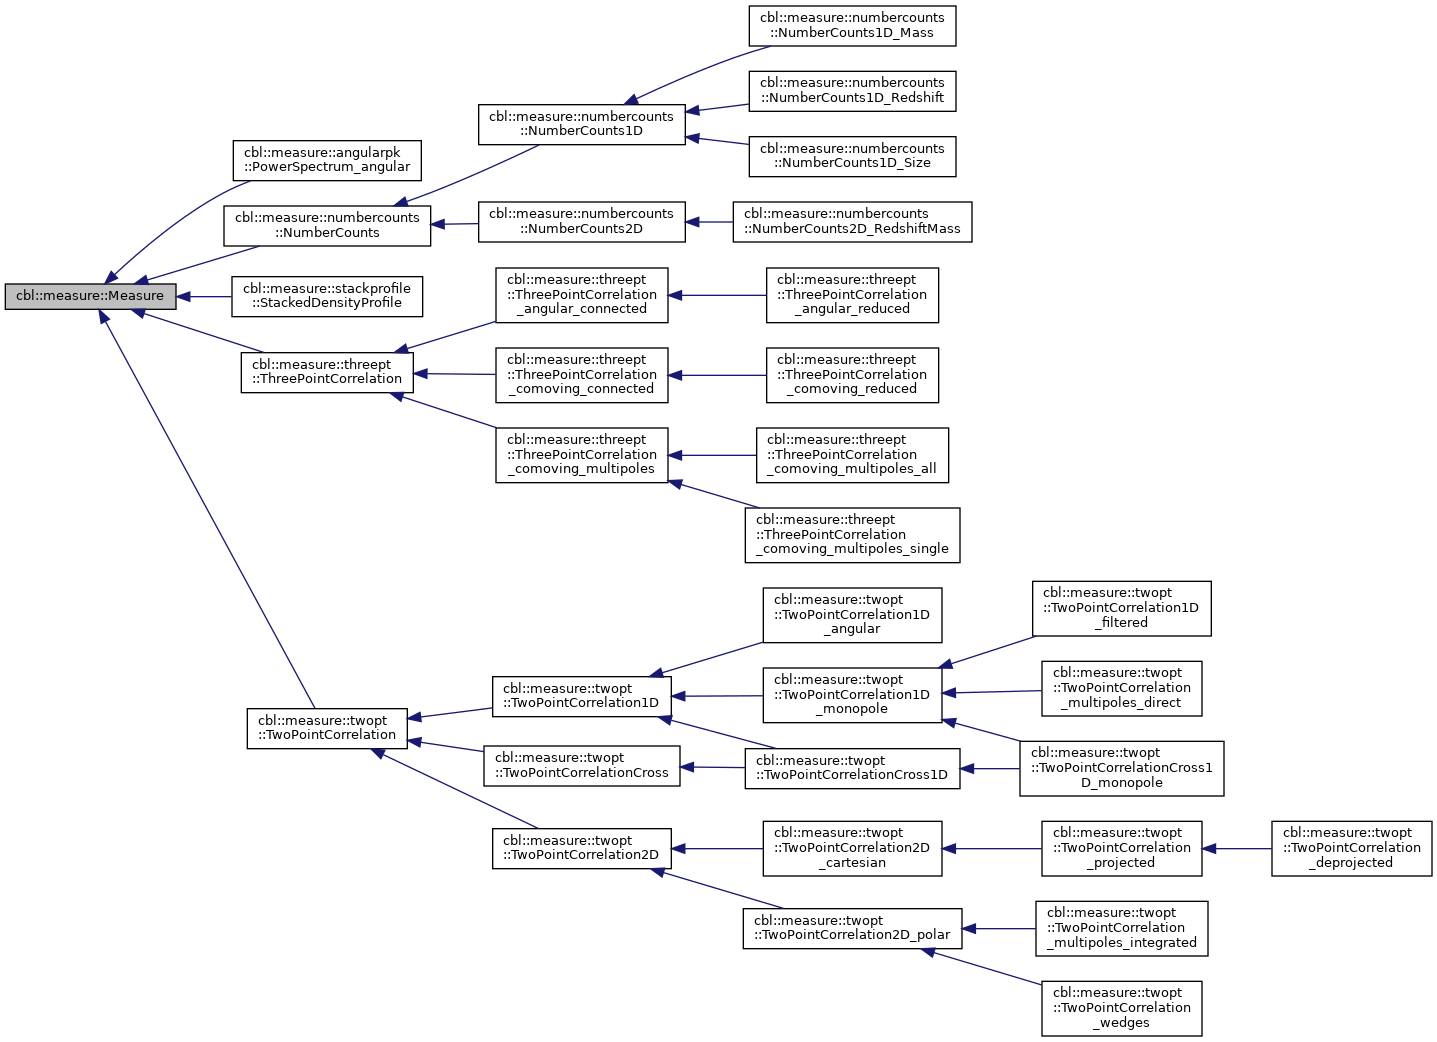 cbl::measure::Measure
cbl::measure::angularpk
::PowerSpectrum_angular
cbl::measure::numbercounts
::NumberCounts
cbl::measure::stackprofile
::StackedDensityProfile
cbl::measure::threept
::ThreePointCorrelation
cbl::measure::twopt
::TwoPointCorrelation
cbl::measure::numbercounts
::NumberCounts1D
cbl::measure::numbercounts
::NumberCounts2D
cbl::measure::threept
::ThreePointCorrelation
_angular_connected
cbl::measure::threept
::ThreePointCorrelation
_comoving_connected
cbl::measure::threept
::ThreePointCorrelation
_comoving_multipoles
cbl::measure::twopt
::TwoPointCorrelation1D
cbl::measure::twopt
::TwoPointCorrelationCross
cbl::measure::twopt
::TwoPointCorrelation2D
cbl::measure::numbercounts
::NumberCounts1D_Mass
cbl::measure::numbercounts
::NumberCounts1D_Redshift
cbl::measure::numbercounts
::NumberCounts1D_Size
cbl::measure::numbercounts
::NumberCounts2D_RedshiftMass
cbl::measure::threept
::ThreePointCorrelation
_angular_reduced
cbl::measure::threept
::ThreePointCorrelation
_comoving_reduced
cbl::measure::threept
::ThreePointCorrelation
_comoving_multipoles_all
cbl::measure::threept
::ThreePointCorrelation
_comoving_multipoles_single
cbl::measure::twopt
::TwoPointCorrelation1D
_angular
cbl::measure::twopt
::TwoPointCorrelation1D
_monopole
cbl::measure::twopt
::TwoPointCorrelationCross1D
cbl::measure::twopt
::TwoPointCorrelation2D
_cartesian
cbl::measure::twopt
::TwoPointCorrelation2D_polar
cbl::measure::twopt
::TwoPointCorrelation1D
_filtered
cbl::measure::twopt
::TwoPointCorrelation
_multipoles_direct
cbl::measure::twopt
::TwoPointCorrelationCross1
D_monopole
cbl::measure::twopt
::TwoPointCorrelation
_projected
cbl::measure::twopt
::TwoPointCorrelation
_multipoles_integrated
cbl::measure::twopt
::TwoPointCorrelation
_wedges
cbl::measure::twopt
::TwoPointCorrelation
_deprojected